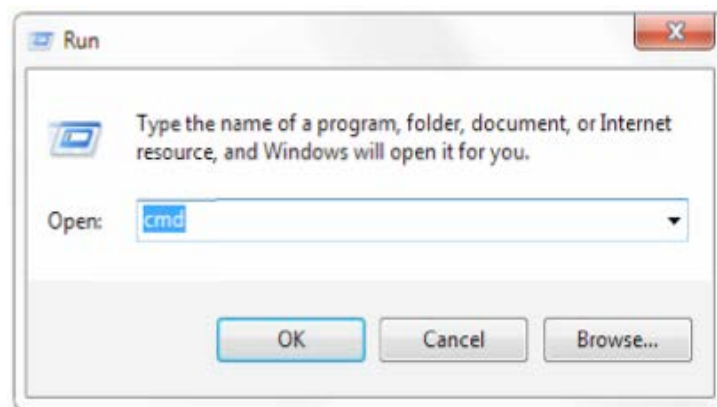 Run
Type the name of a program, folder, document, or Internet
resource, and Windows will open it for you.
Open: cmd
OK Cancel Browse...